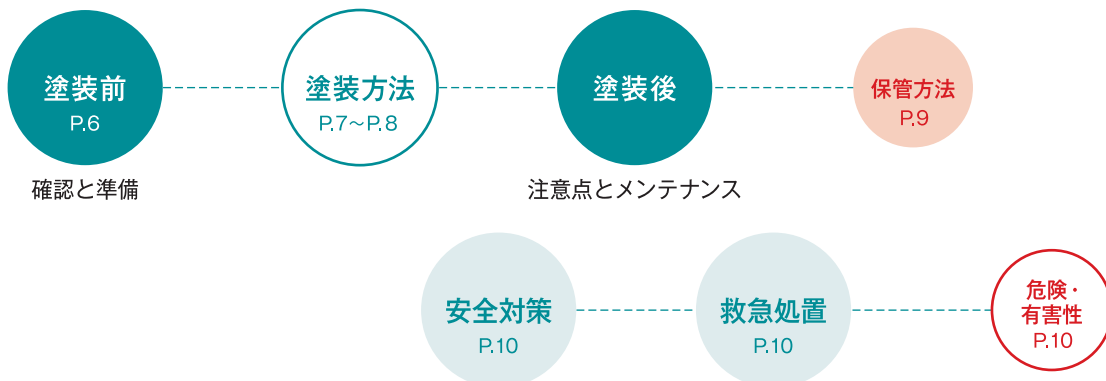 塗装前
P.6
確認と準備
塗装方法
P.7～P.8
塗装後
注意点とメンテナンス
保管方法
P.9
安全対策
P.10
救急処置
P.10
危険・
有害性
P.10